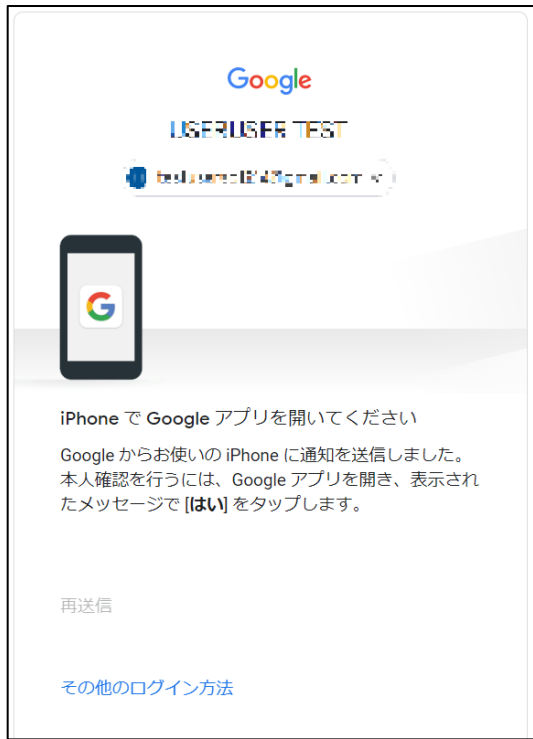 Google
USERUSER TEST
G
iPhone で Google アプリを開いてください
Google からお使いの iPhone に通知を送信しました。
本人確認を行うには、Google アプリを開き、表示され
たメッセージで [はい] をタップします。
再送信
その他のログイン方法